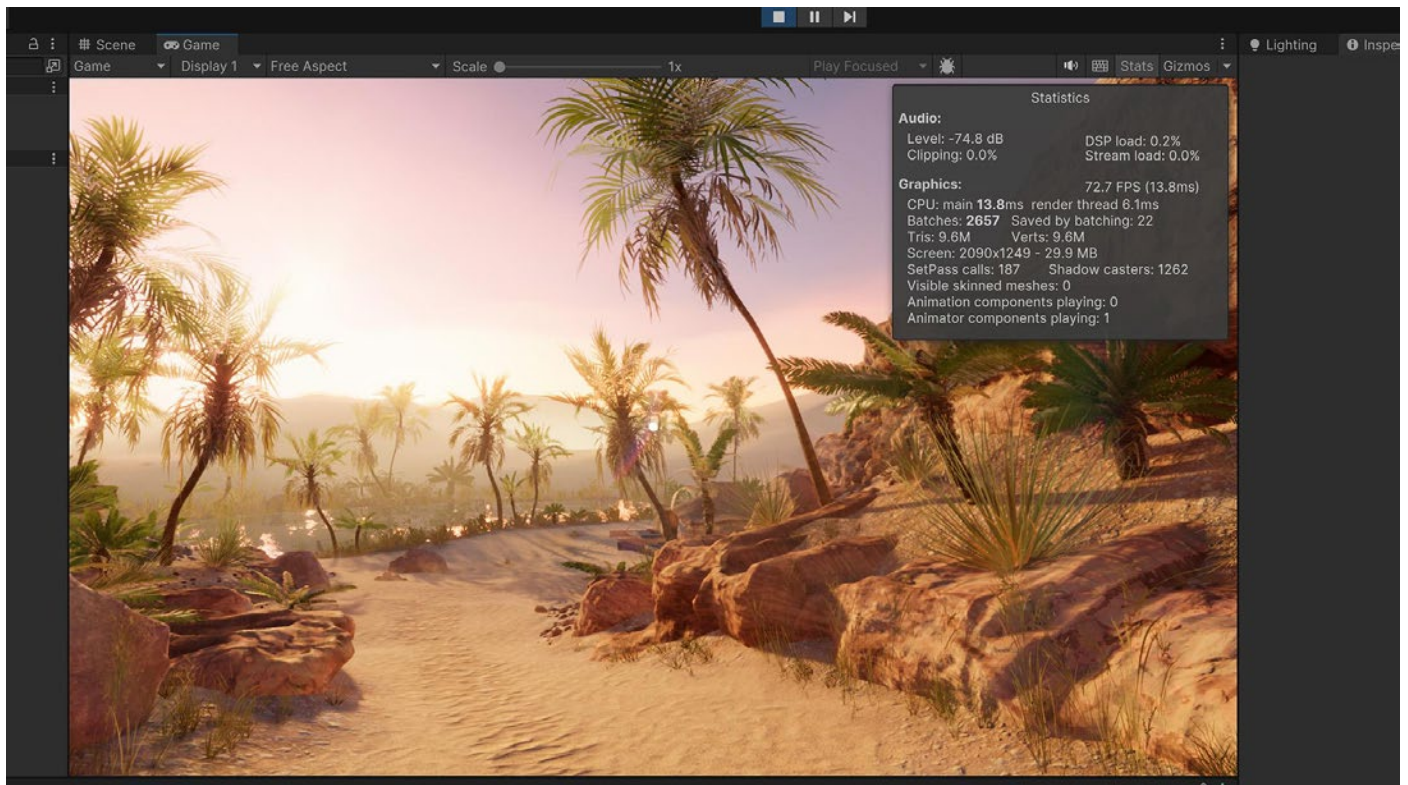 Scene Game
Lighting Inspe
Game Display 1 Free Aspect Scale 1x Play Focused Stats Gizmos
Statistics
Audio:
Level: -74.8 dB DSP load: 0.2%
Clipping: 0.0% Stream load: 0.0%
Graphics: 72.7 FPS (13.8ms)
CPU: main 13.8ms render thread 6.1ms
Batches: 2657 Saved by batching: 22
Tris: 9.6M Verts: 9.6M
Screen: 2090x1249 - 29.9 MB
SetPass calls: 187 Shadow casters: 1262
Visible skinned meshes: 0
Animation components playing: 0
Animator components playing: 1